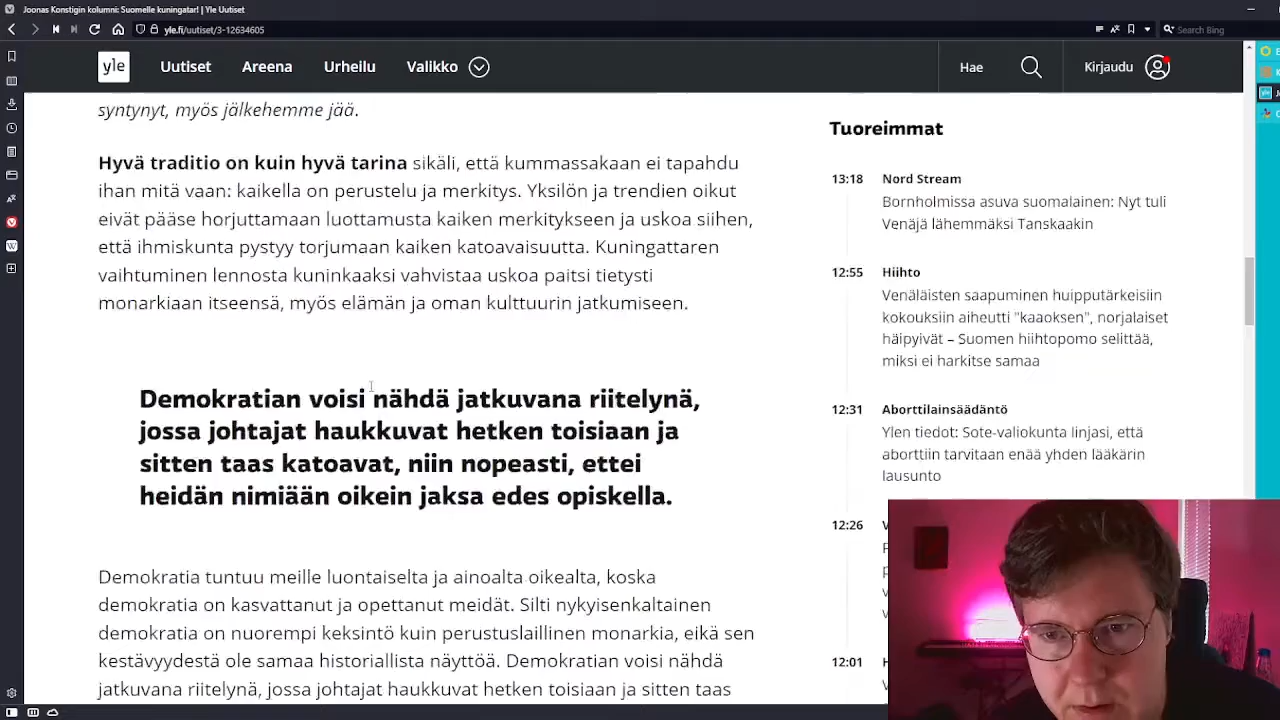 Joonas Konstigin kolumni: Suomelle kuningatar! | Yle Uutiset
yle.fi/uutiset/3-12634605
Search Bing
yle
Uutiset
Areena
Urheilu
Valikko
Hae
Kirjaudu
syntynyt, myös jälkehemme jää.
Hyvä traditio on kuin hyvä tarina sikäli, että kummassakaan ei tapahdu
ihan mitä vaan: kaikella on perustelu ja merkitys. Yksilön ja trendien oikut
eivät pääse horjuttamaan luottamusta kaiken merkitykseen ja uskoa siihen,
että ihmiskunta pystyy torjumaan kaiken katoavaisuutta. Kuningattaren
vaihtuminen lennosta kuninkaaksi vahvistaa uskoa paitsi tietysti
monarkiaan itseensä, myös elämän ja oman kulttuurin jatkumiseen.
Demokratian voisi nähdä jatkuvana riitelynä,
jossa johtajat haukkuvat hetken toisiaan ja
sitten taas katoavat, niin nopeasti, ettei
heidän nimiään oikein jaksa edes opiskella.
Demokratia tuntuu meille luontaiselta ja ainoalta oikealta, koska
demokratia on kasvattanut ja opettanut meidät. Silti nykyisenkaltainen
demokratia on nuorempi keksintö kuin perustuslaillinen monarkia, eikä sen
kestävyydestä ole samaa historiallista näyttöä. Demokratian voisi nähdä
jatkuvana riitelynä, jossa johtajat haukkuvat hetken toisiaan ja sitten taas
Tuoreimmat
13:18 Nord Stream
Bornholmissa asuva suomalainen: Nyt tuli
Venäjä lähemmäksi Tanskaakin
12:55 Hiihto
Venäläisten saapuminen huipputärkeisiin
kokouksiin aiheutti "kaaoksen", norjalaiset
häipyivät – Suomen hiihtopomo selittää,
miksi ei harkitse samaa
12:31 Aborttilainsäädäntö
Ylen tiedot: Sote-valiokunta linjasi, että
aborttiin tarvitaan enää yhden lääkärin
lausunto
12:26
12:01